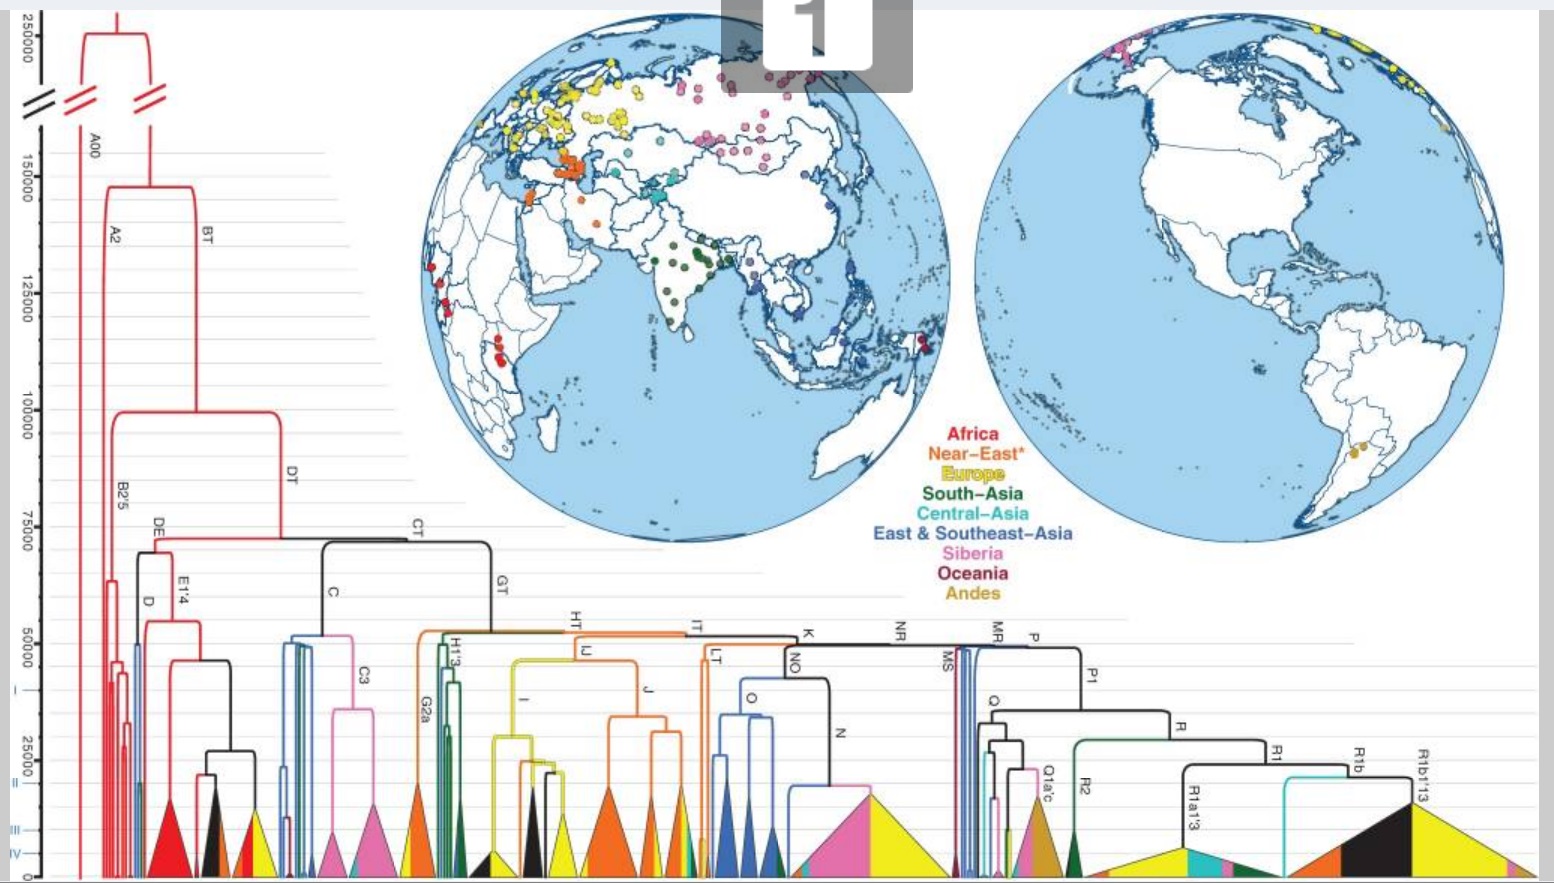 1
250000
150000
125000
100000
75000
50000
25000
0
I
II
III
IV
A00
A2
BT
B2'5
DT
DE
CT
D
E1'4
C
GT
C3
HT
IT
K
NR
MR
P
G2a
H1'3
IJ
I
J
LT
NO
O
N
MS
P1
Q
R
Q1a'c
R2
R1
R1a1'3
R1b
R1b1'13
Africa
Near-East*
Europe
South-Asia
Central-Asia
East & Southeast-Asia
Siberia
Oceania
Andes